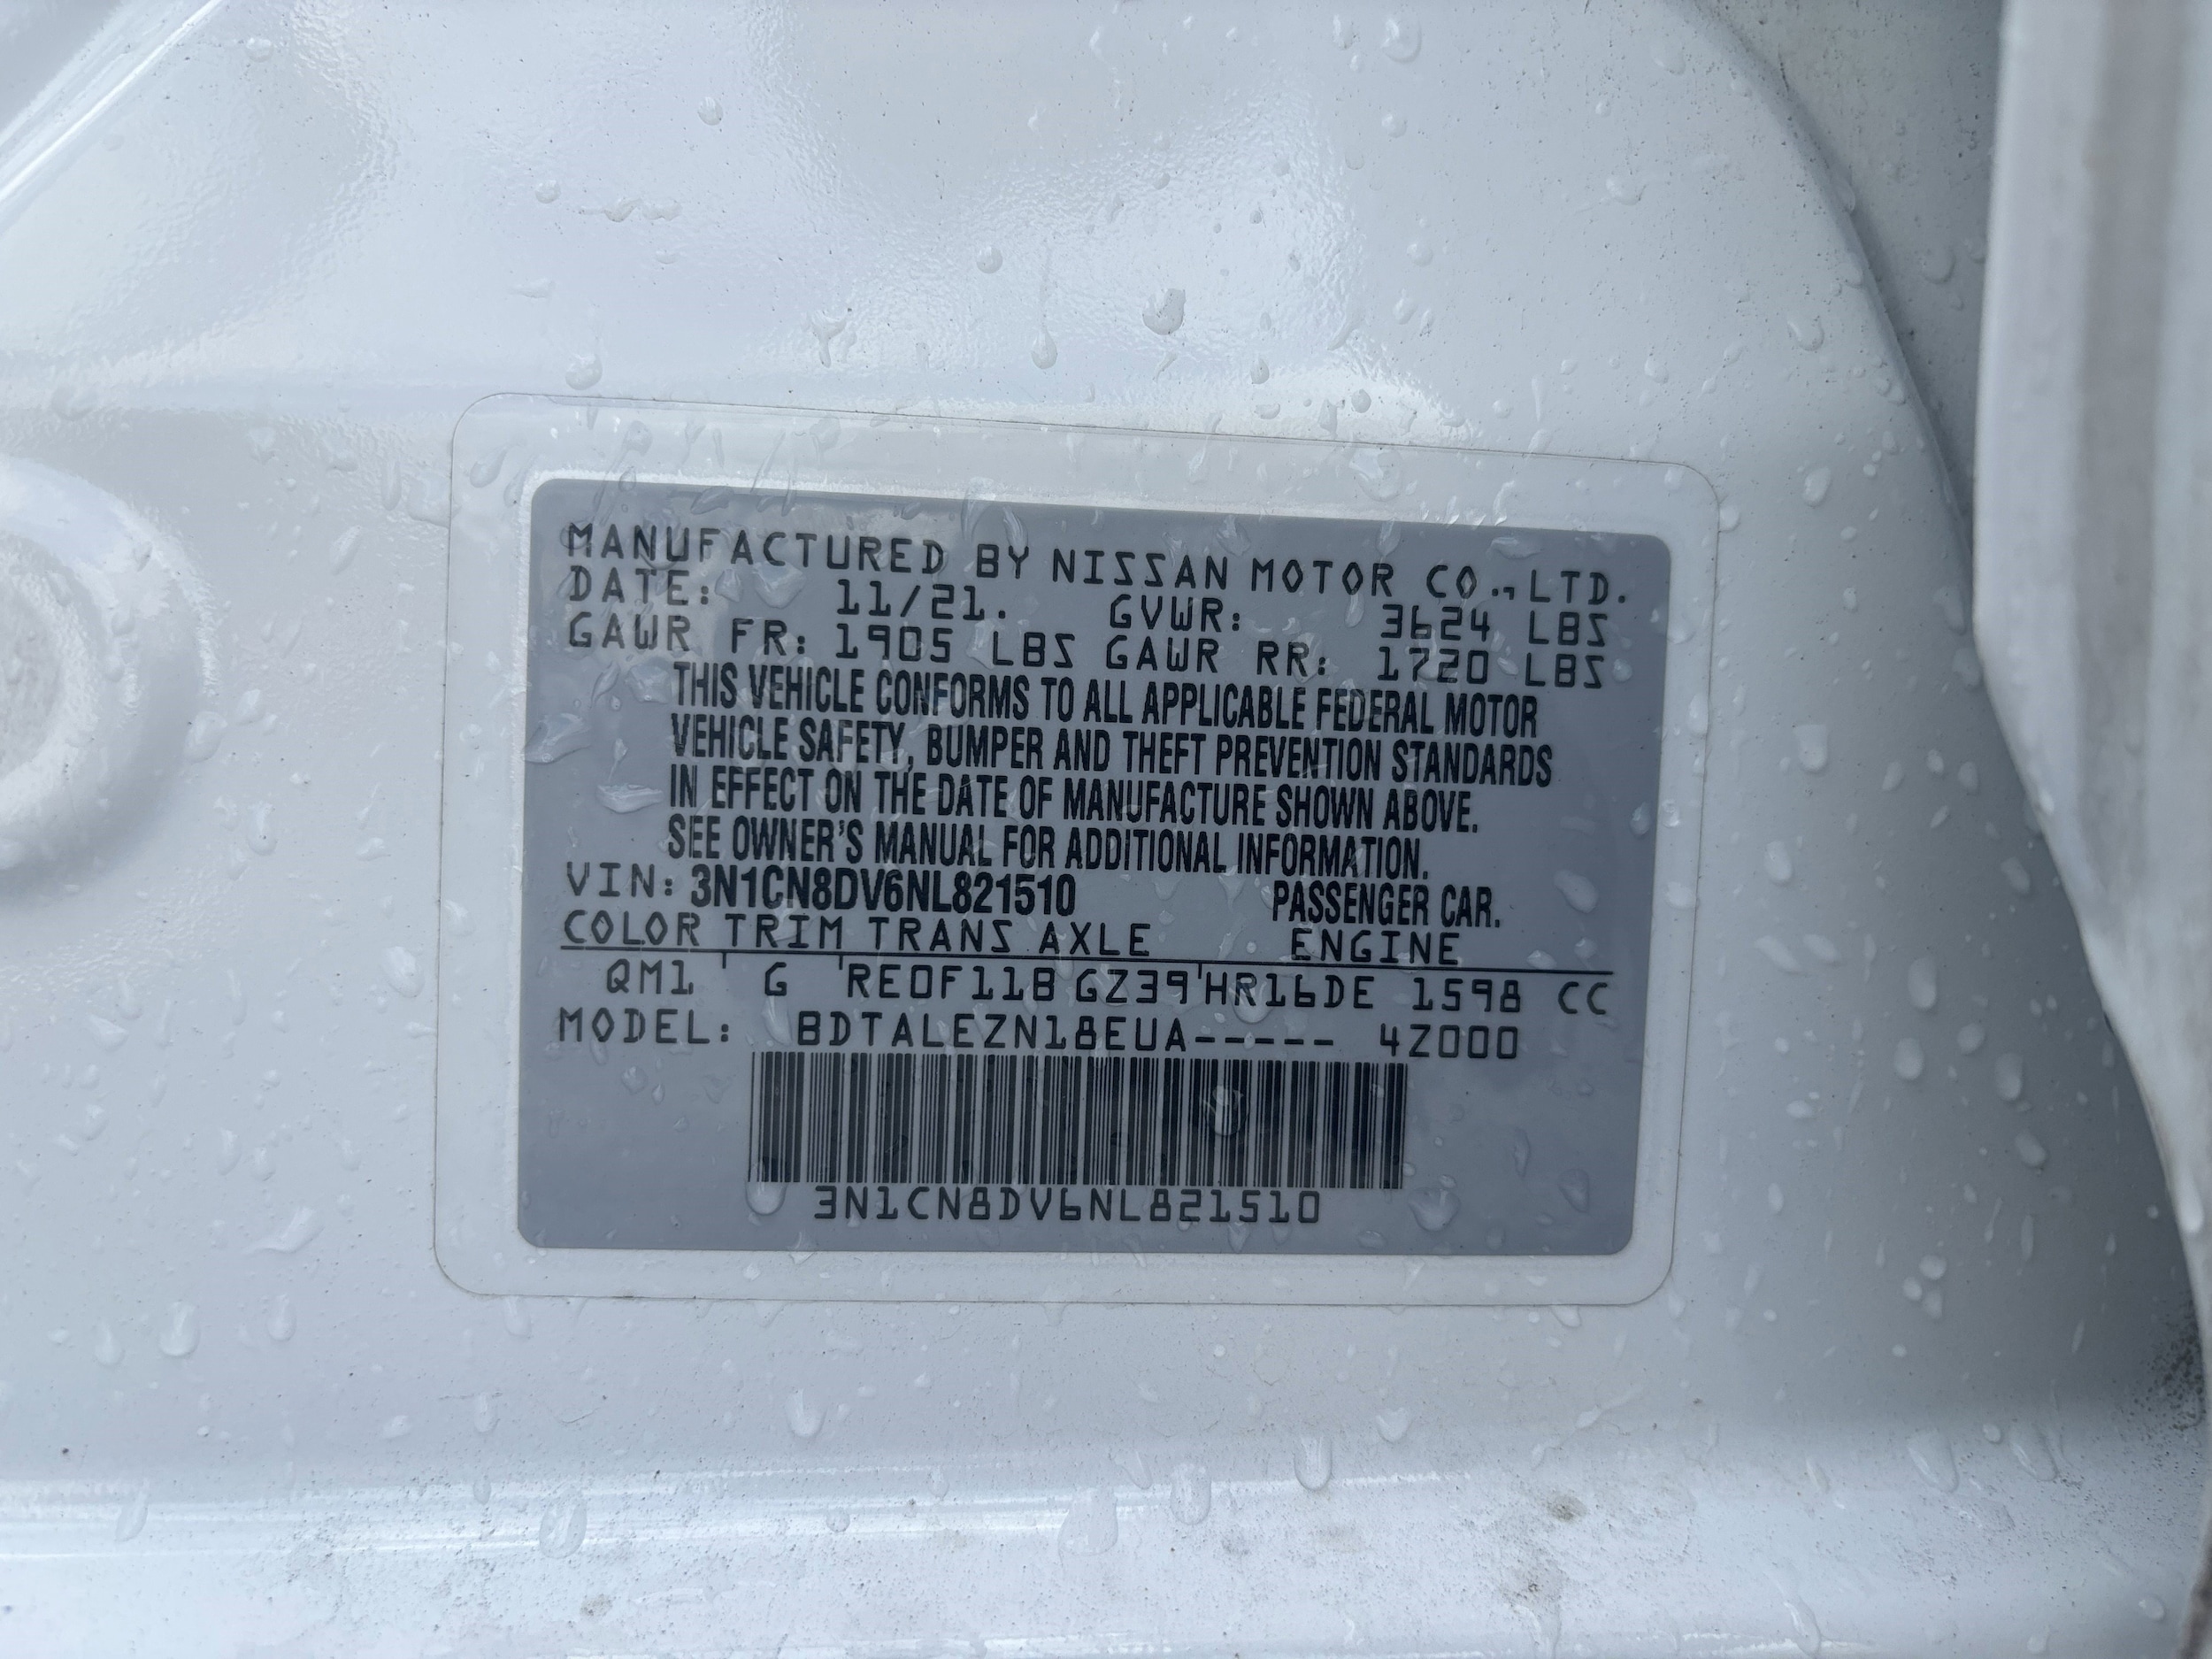 MANUFACTURED BY NISSAN MOTOR CO.,LTD.
DATE: 11/21. GVWR: 3624 LBS
GAWR FR: 1905 LBS GAWR RR: 1720 LBS
THIS VEHICLE CONFORMS TO ALL APPLICABLE FEDERAL MOTOR
VEHICLE SAFETY, BUMPER AND THEFT PREVENTION STANDARDS
IN EFFECT ON THE DATE OF MANUFACTURE SHOWN ABOVE.
SEE OWNER'S MANUAL FOR ADDITIONAL INFORMATION.
VIN: 3N1CN8DV6NL821510 PASSENGER CAR.
COLOR TRIM TRANS AXLE ENGINE
QM1 G RE0F11B GZ39 HR16DE 1598 CC
MODEL: BDTALEZN18EUA----- 4Z000
3N1CN8DV6NL821510